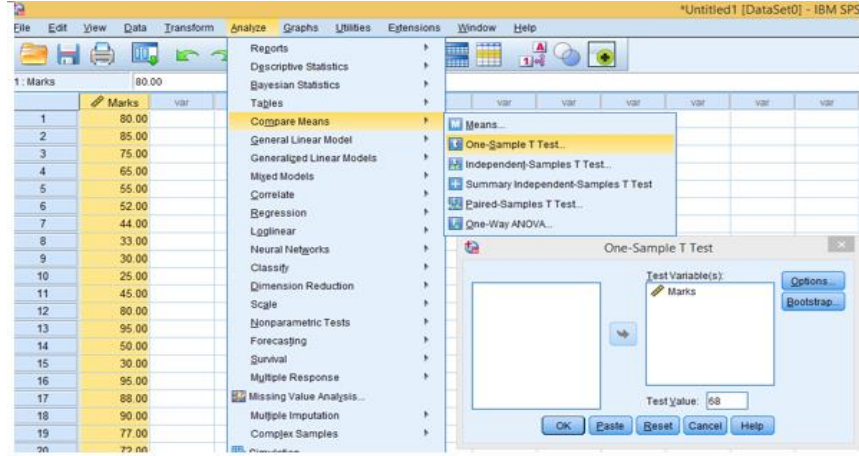 *Untitled1 [DataSet0] - IBM SPS
File Edit View Data Transform Analyze Graphs Utilities Extensions Window Help
1 : Marks 80.00
Marks var var var var var var var
1 80.00
2 85.00
3 75.00
4 65.00
5 55.00
6 52.00
7 44.00
8 33.00
9 30.00
10 25.00
11 45.00
12 80.00
13 95.00
14 50.00
15 30.00
16 95.00
17 88.00
18 90.00
19 77.00
20 72.00
Reports
Descriptive Statistics
Bayesian Statistics
Tables
Compare Means
General Linear Model
Generalized Linear Models
Mixed Models
Correlate
Regression
Loglinear
Neural Networks
Classify
Dimension Reduction
Scale
Nonparametric Tests
Forecasting
Survival
Multiple Response
Missing Value Analysis...
Multiple Imputation
Complex Samples
Means...
One-Sample T Test...
Independent-Samples T Test...
Summary Independent-Samples T Test
Paired-Samples T Test...
One-Way ANOVA...
One-Sample T Test
Test Variable(s):
Marks
Options...
Bootstrap...
Test Value: 68
OK Paste Reset Cancel Help